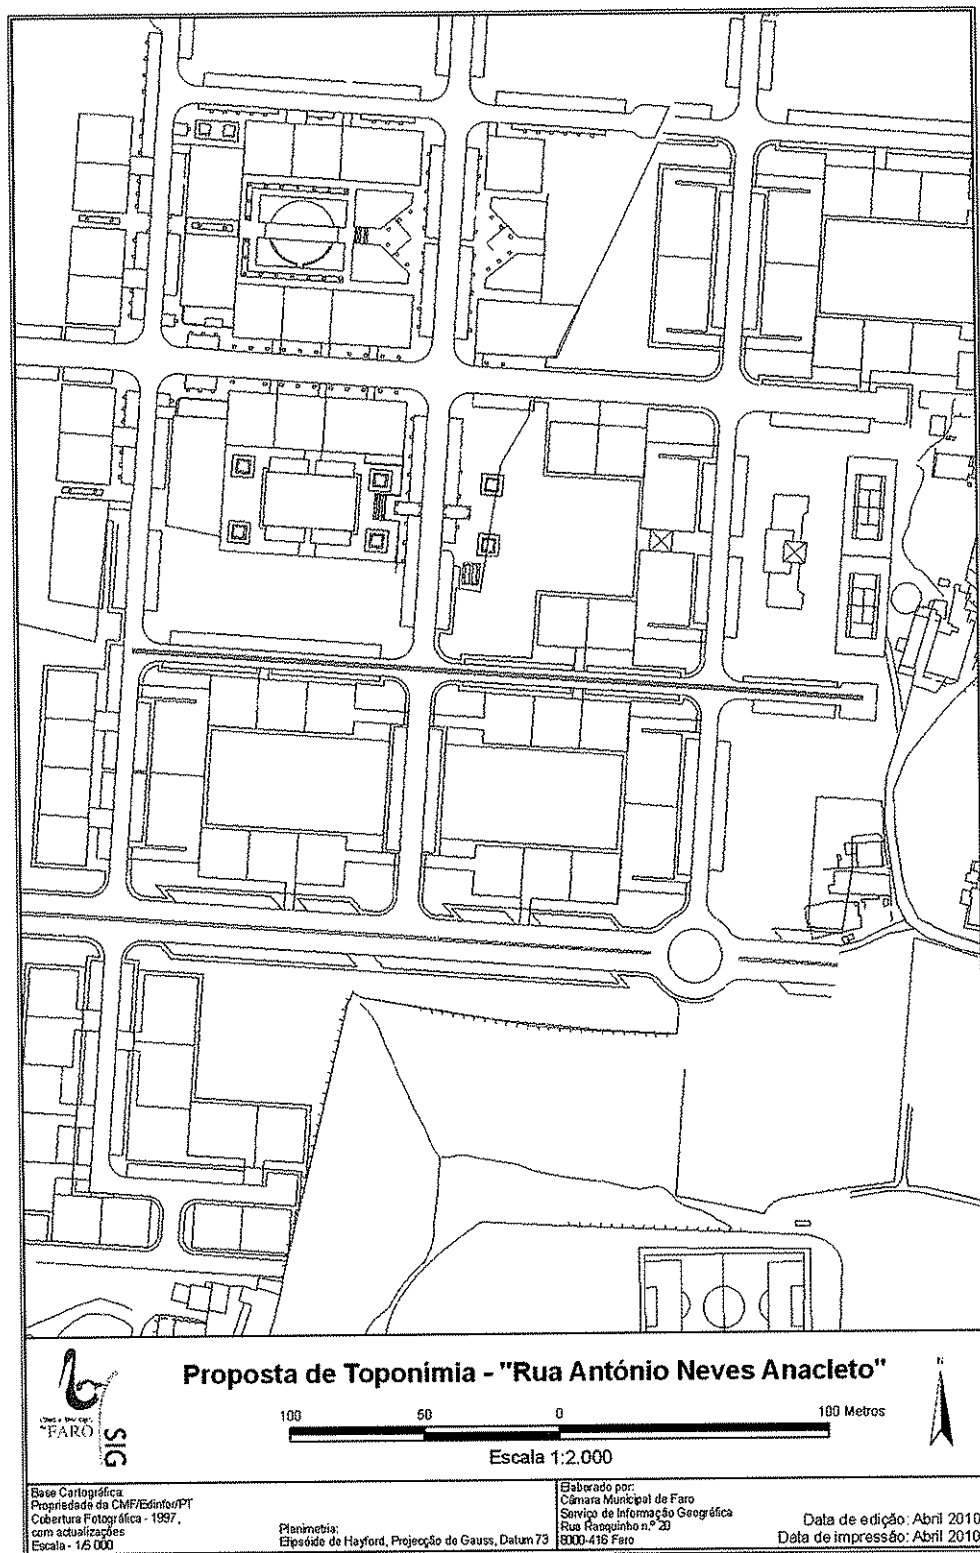 Proposta de Toponímia - "Rua António Neves Anacleto"
100 50 0 100 Metros
Escala 1:2.000
N
FARO
SIG
Base Cartográfica:
Propriedade da CMF/Edinfor/PT
Cobertura Fotográfica - 1997,
com actualizações
Escala - 1/5 000
Planimetria:
Elipsóide de Hayford, Projecção de Gauss, Datum 73
Elaborado por:
Câmara Municipal de Faro
Serviço de Informação Geográfica
Rua Rasquinho n.º 20
8000-416 Faro
Data de edição: Abril 2010
Data de impressão: Abril 2010